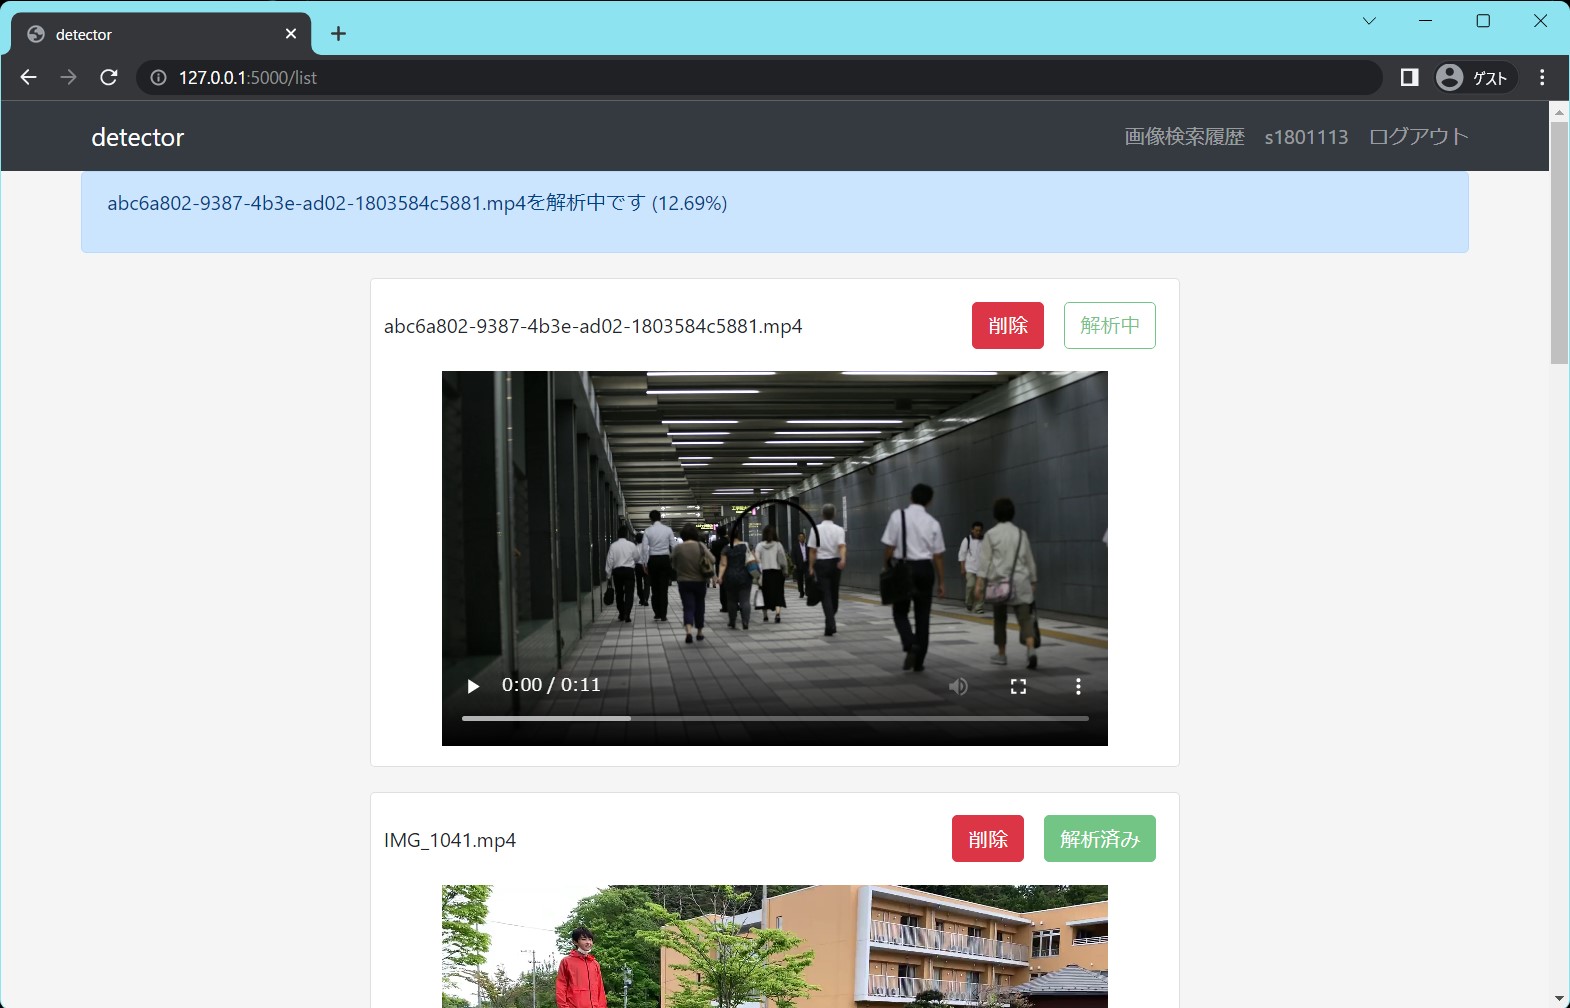 detector
127.0.0.1:5000/list
ゲスト
detector
画像検索履歴 s1801113 ログアウト
abc6a802-9387-4b3e-ad02-1803584c5881.mp4を解析中です (12.69%)
abc6a802-9387-4b3e-ad02-1803584c5881.mp4 削除 解析中
0:00 / 0:11
IMG_1041.mp4 削除 解析済み